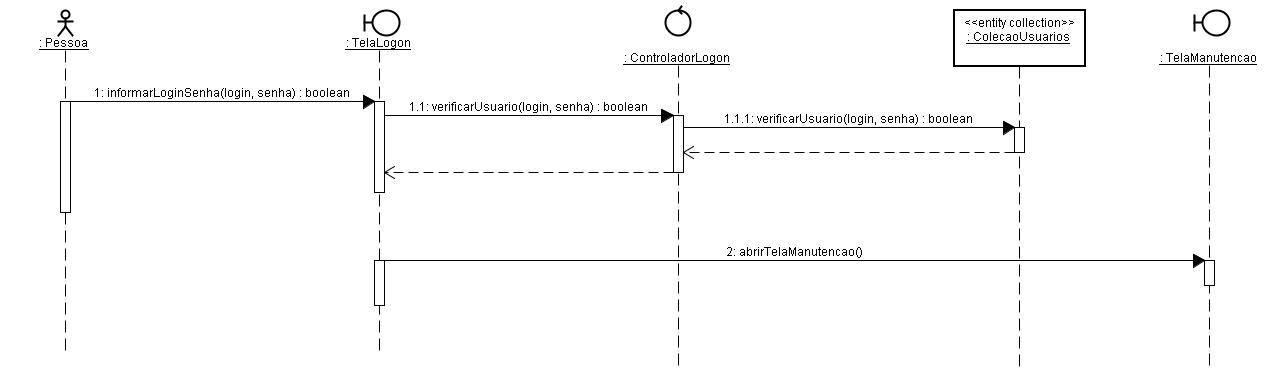 : Pessoa
: TelaLogon
: ControladorLogon
<<entity collection>>
: ColecaoUsuarios
: TelaManutencao
1: informarLoginSenha(login, senha) : boolean
1.1: verificarUsuario(login, senha) : boolean
1.1.1: verificarUsuario(login, senha) : boolean
2: abrirTelaManutencao()